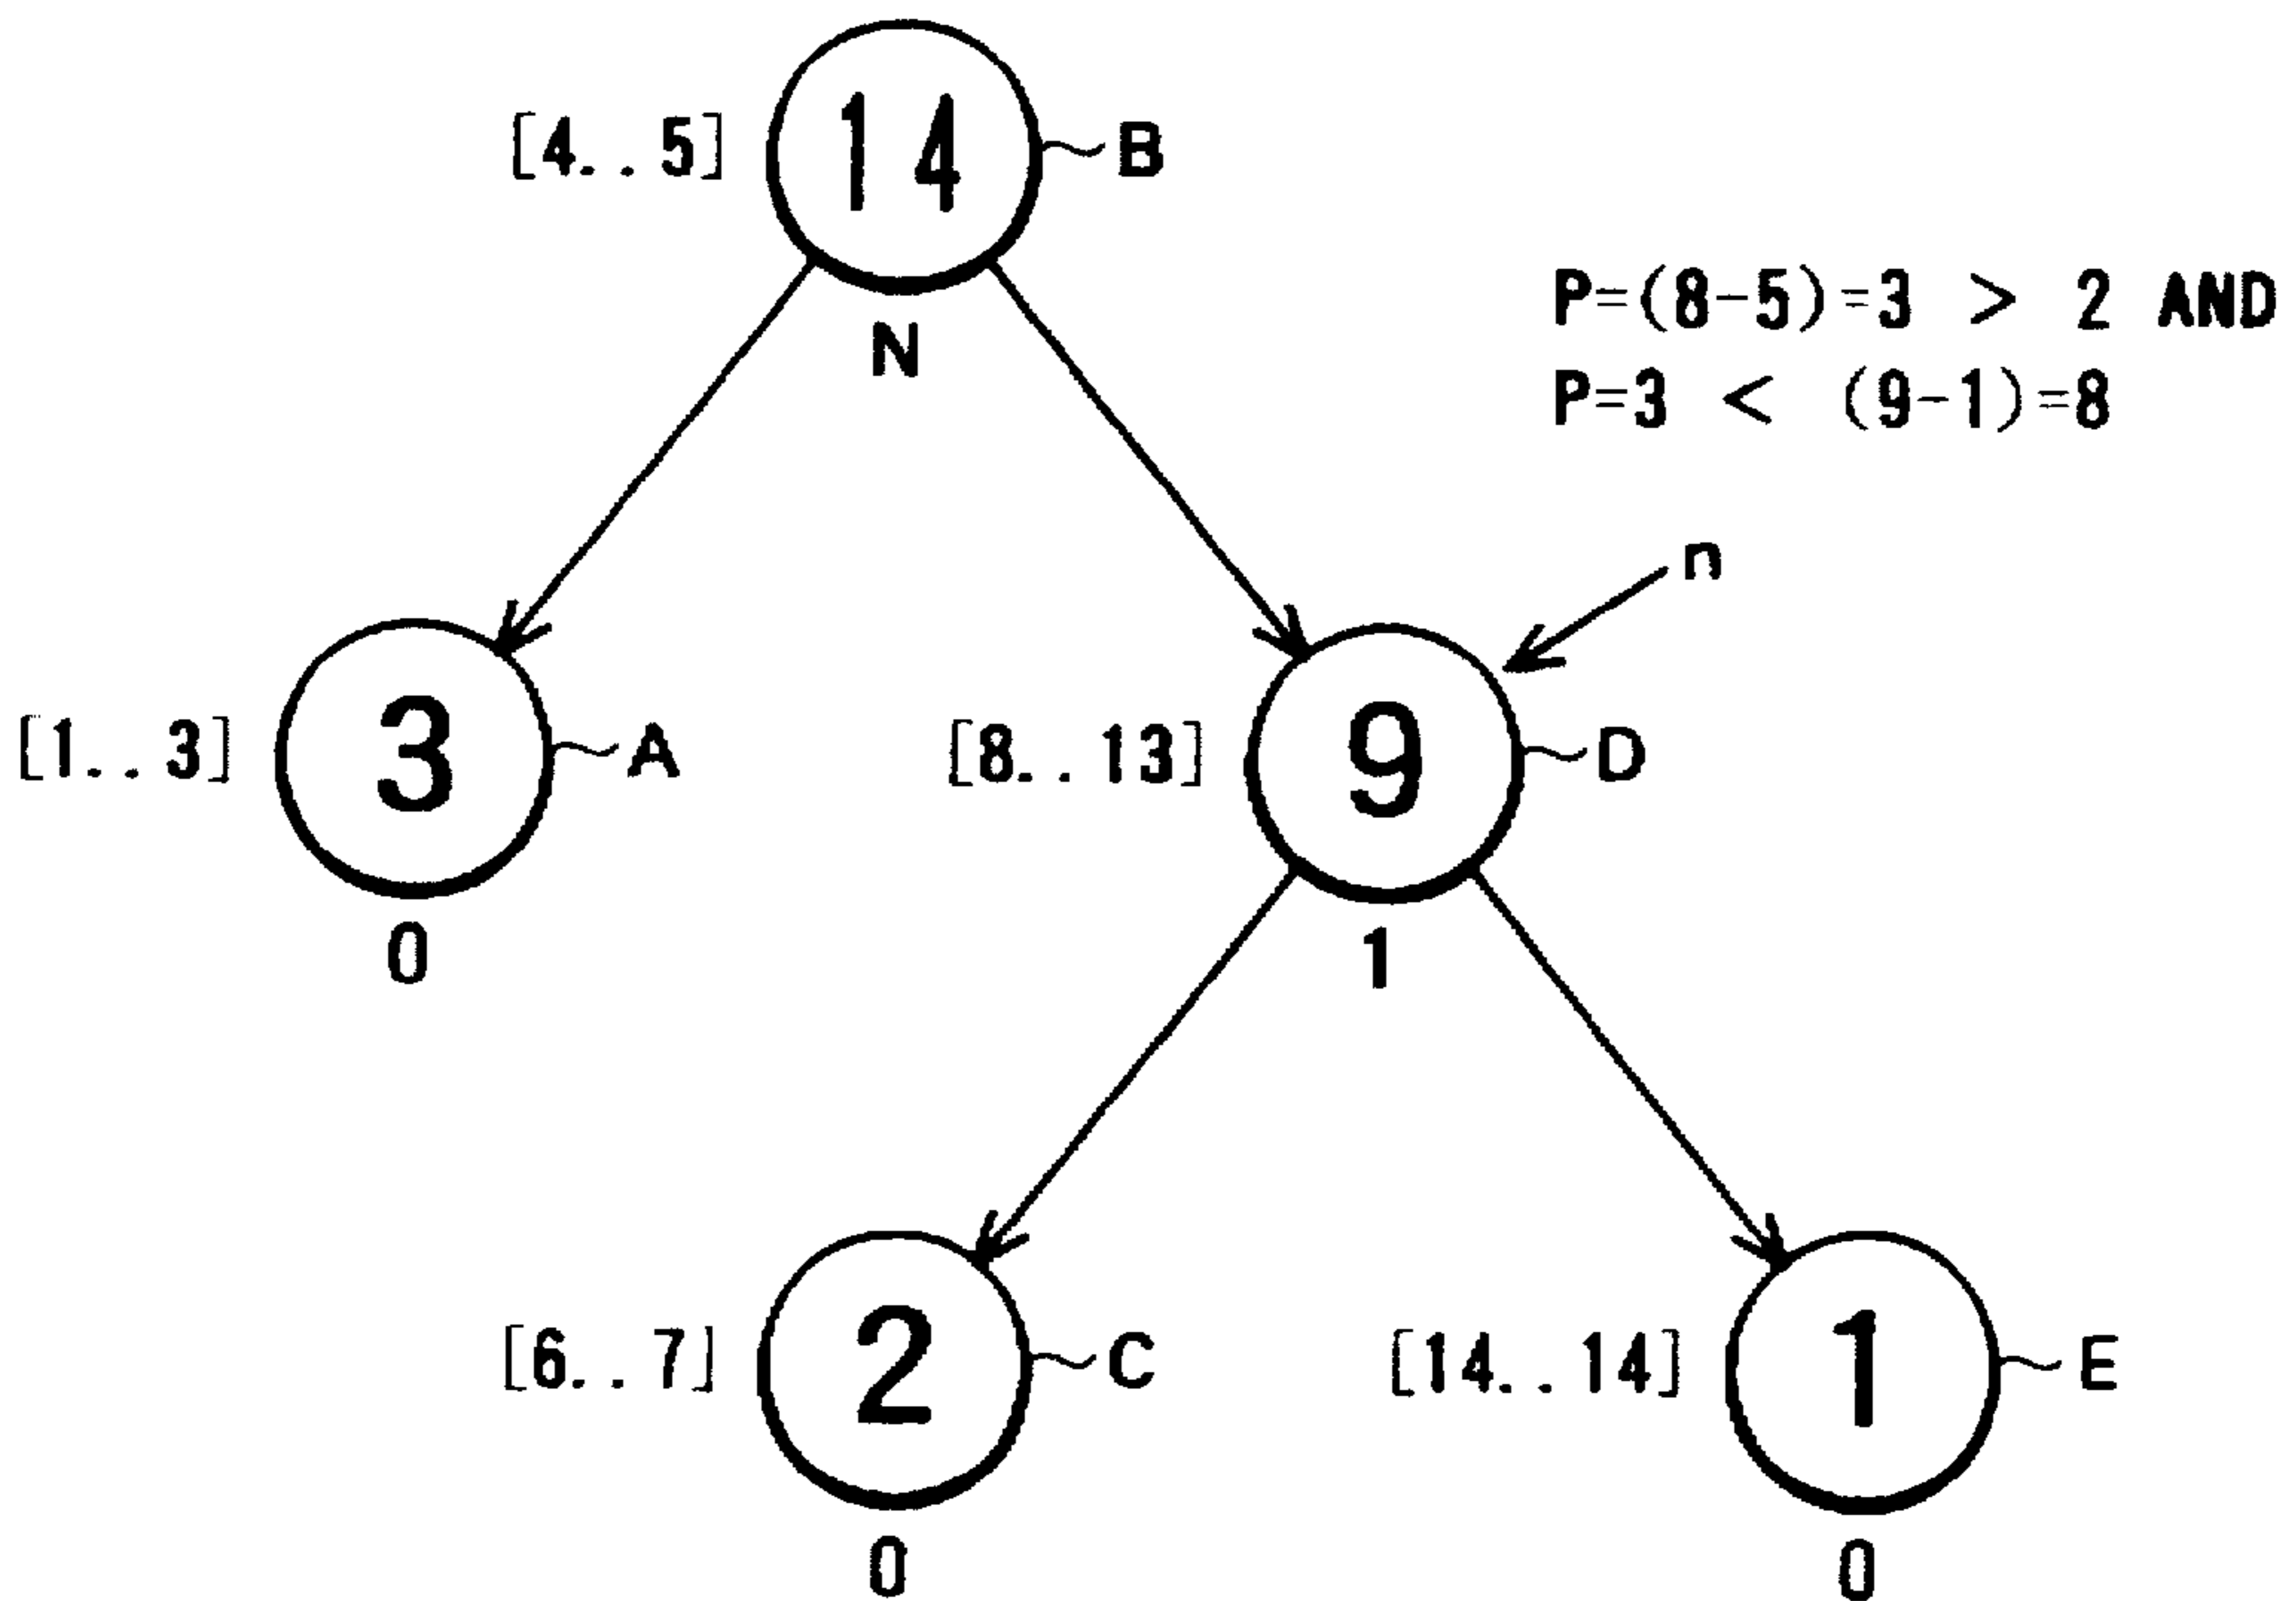 [4..5] 14 B
N
P=(8-5)=3 > 2 AND
P=3 < (9-1)=8
n
[1..3] 3 A
[8..13] 9 D
0
1
[6..7] 2 C
[14..14] 1 E
0
0